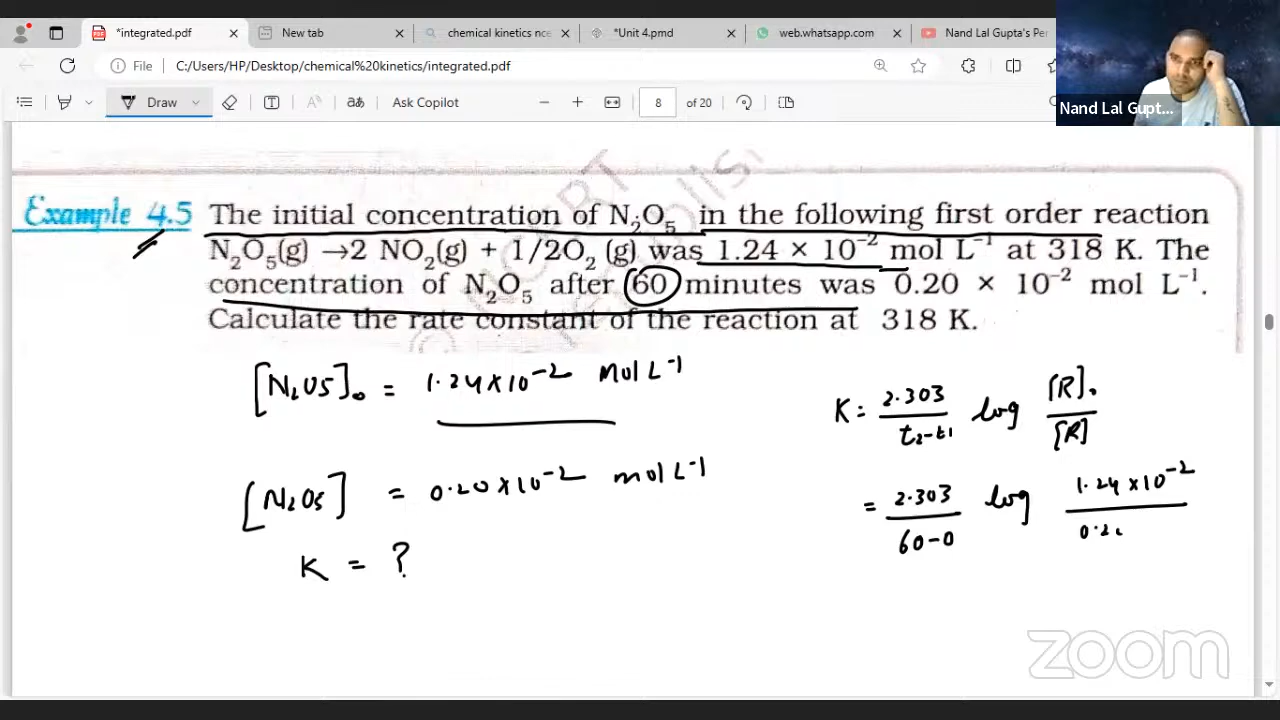 *integrated.pdf
New tab
chemical kinetics nce
*Unit 4.pmd
web.whatsapp.com
Nand Lal Gupta's Per
File C:/Users/HP/Desktop/chemical%20kinetics/integrated.pdf
Draw
Ask Copilot
8 of 20
Nand Lal Gupt...
Example 4.5 The initial concentration of N₂O₅ in the following first order reaction
N₂O₅(g) →2 NO₂(g) + 1/2O₂ (g) was 1.24 × 10⁻² mol L⁻¹ at 318 K. The
concentration of N₂O₅ after 60 minutes was 0.20 × 10⁻² mol L⁻¹.
Calculate the rate constant of the reaction at 318 K.
[N₂O5]₀ = 1.24×10⁻² mol L⁻¹
[N₂O5] = 0.20×10⁻² mol L⁻¹
K = ?
K = 2.303/t₂-t₁ log [R]₀/[R]
= 2.303/60-0 log 1.24×10⁻²/0.20
© NCERT
zoom